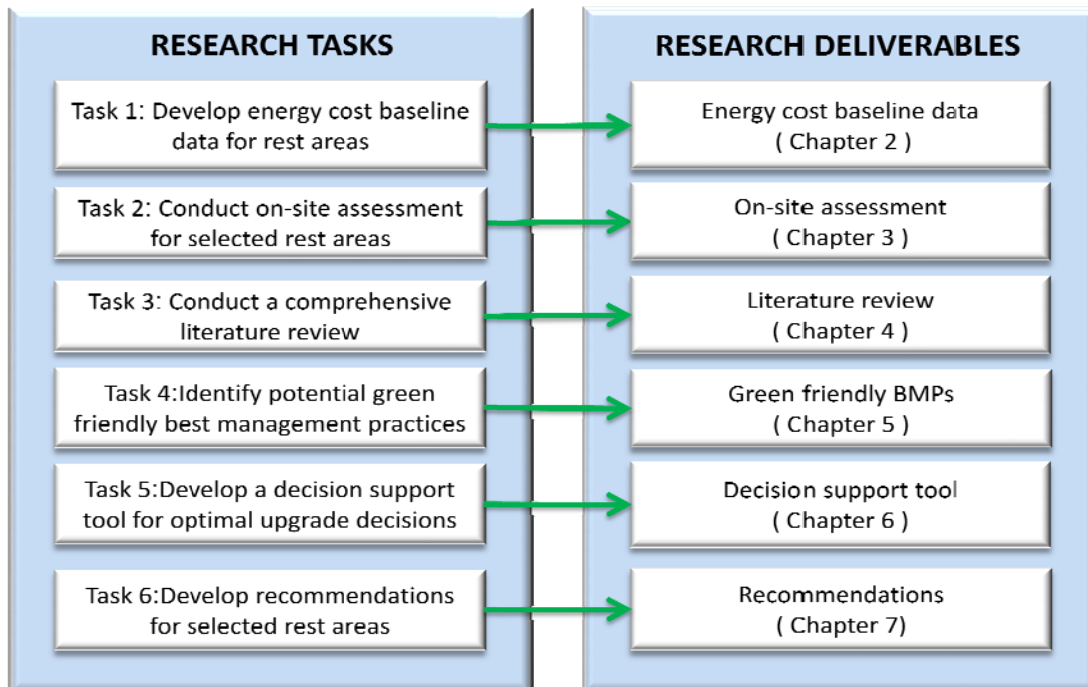 RESEARCH TASKS
Task 1: Develop energy cost baseline
data for rest areas
Task 2: Conduct on-site assessment
for selected rest areas
Task 3: Conduct a comprehensive
literature review
Task 4:Identify potential green
friendly best management practices
Task 5:Develop a decision support
tool for optimal upgrade decisions
Task 6:Develop recommendations
for selected rest areas
RESEARCH DELIVERABLES
Energy cost baseline data
( Chapter 2 )
On-site assessment
( Chapter 3 )
Literature review
( Chapter 4 )
Green friendly BMPs
( Chapter 5 )
Decision support tool
( Chapter 6 )
Recommendations
( Chapter 7)